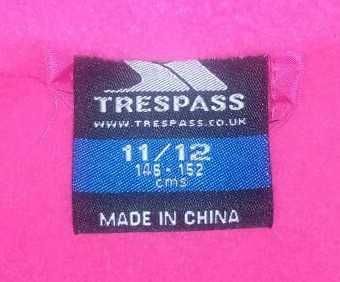 TRESPASS
WWW.TRESPASS.CO.UK
11/12
146 - 152
cms
MADE IN CHINA